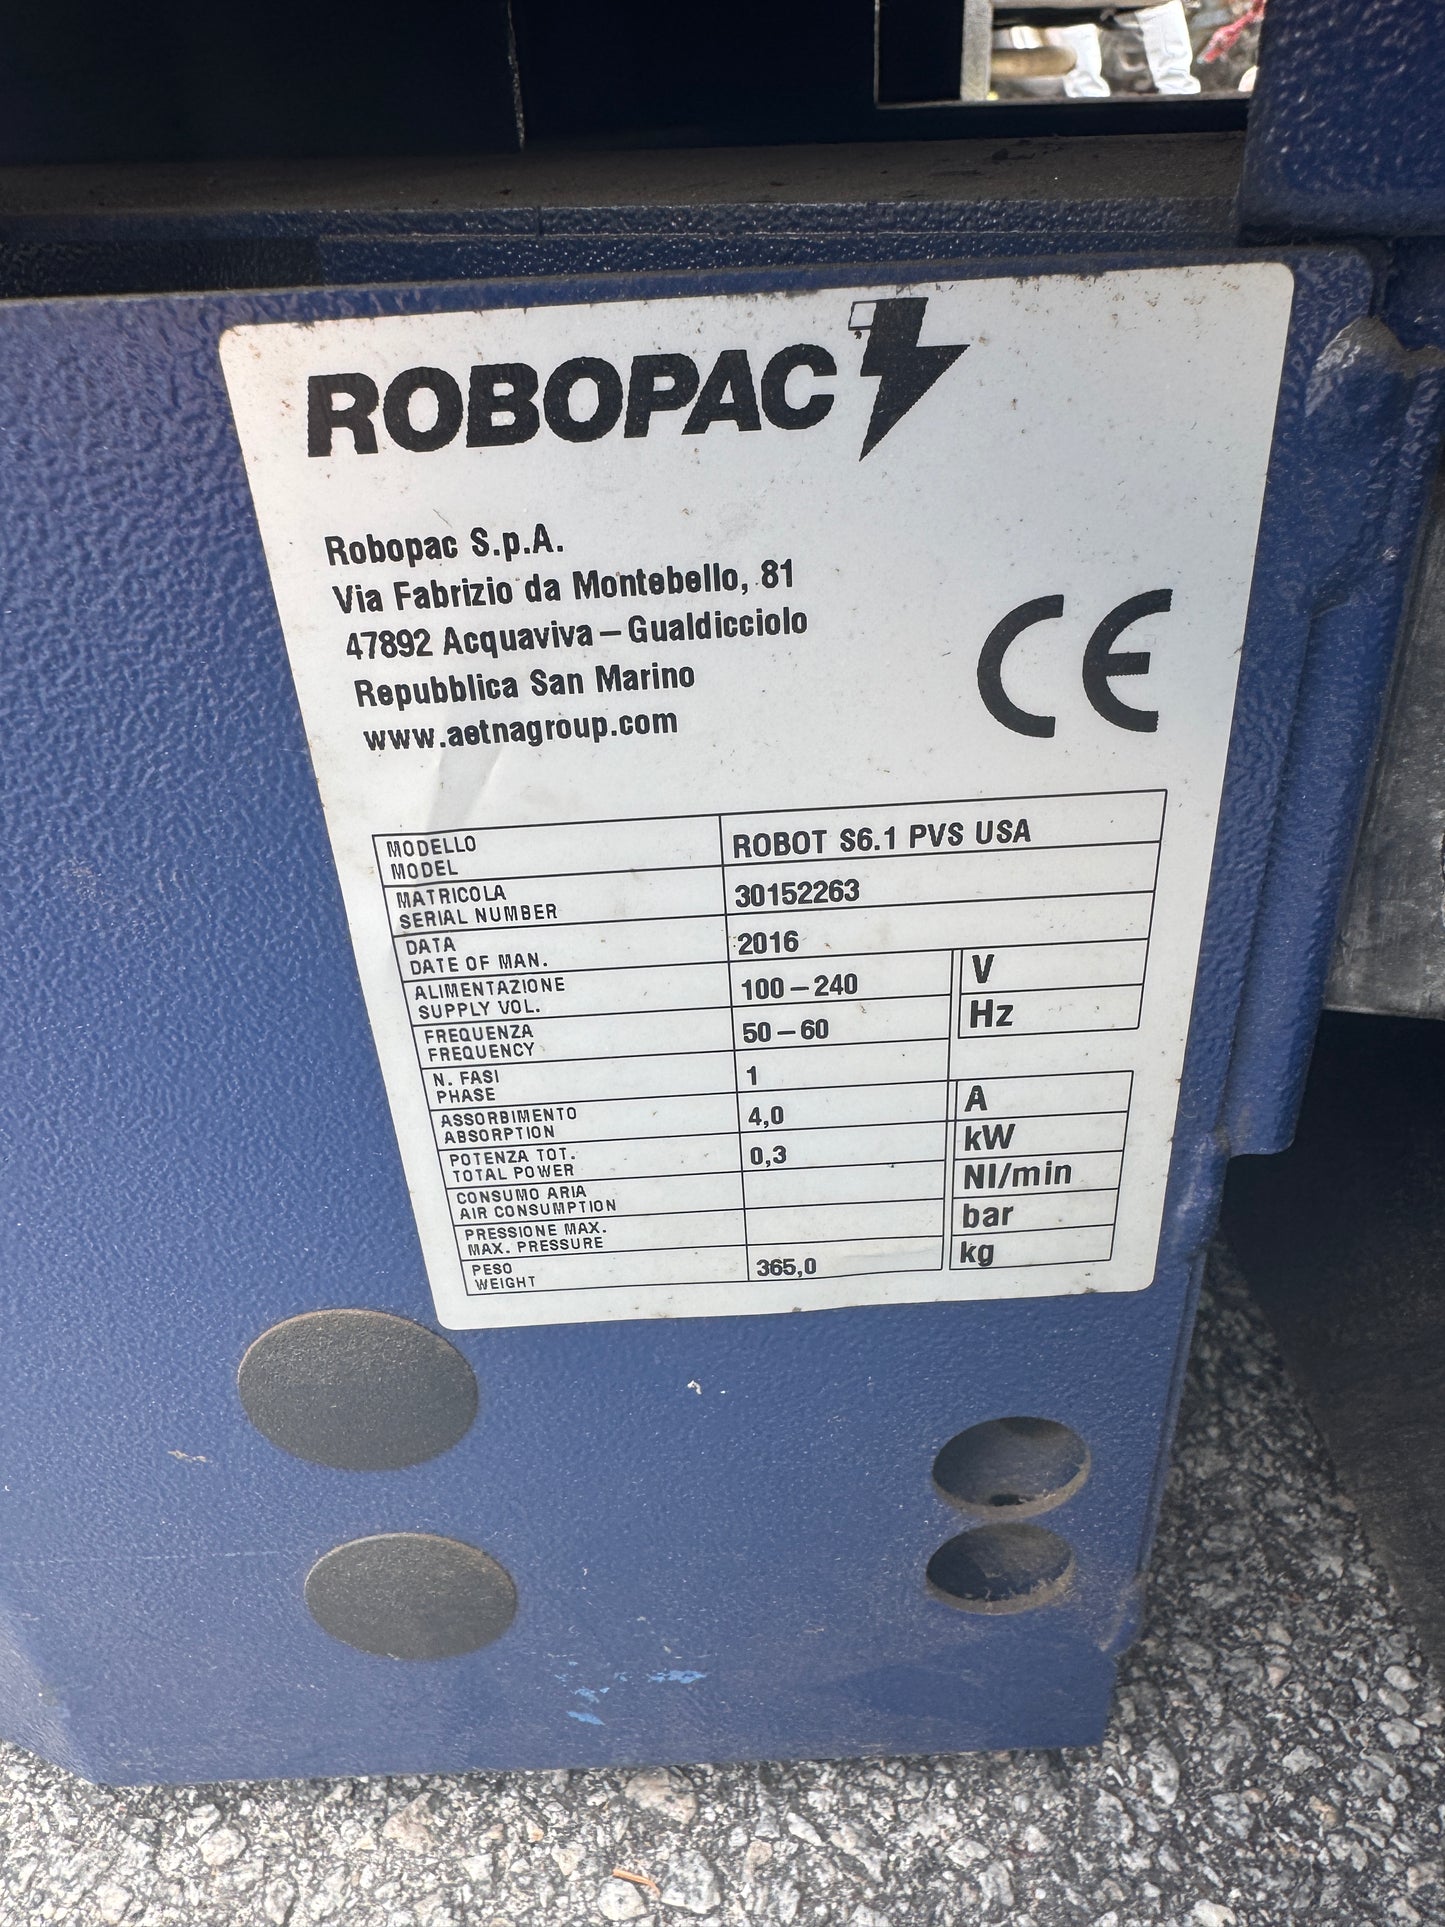 ROBOPAC
Robopac S.p.A.
Via Fabrizio da Montebello, 81
47892 Acquaviva – Gualdicciolo
Repubblica San Marino
www.aetnagroup.com
CE
MODELLO
MODEL
ROBOT S6.1 PVS USA
MATRICOLA
SERIAL NUMBER
30152263
DATA
DATE OF MAN.
2016
ALIMENTAZIONE
SUPPLY VOL.
100 – 240
V
FREQUENZA
FREQUENCY
50 – 60
Hz
N. FASI
PHASE
1
ASSORBIMENTO
ABSORPTION
4,0
A
POTENZA TOT.
TOTAL POWER
0,3
kW
CONSUMO ARIA
AIR CONSUMPTION
Nl/min
PRESSIONE MAX.
MAX. PRESSURE
bar
PESO
WEIGHT
365,0
kg